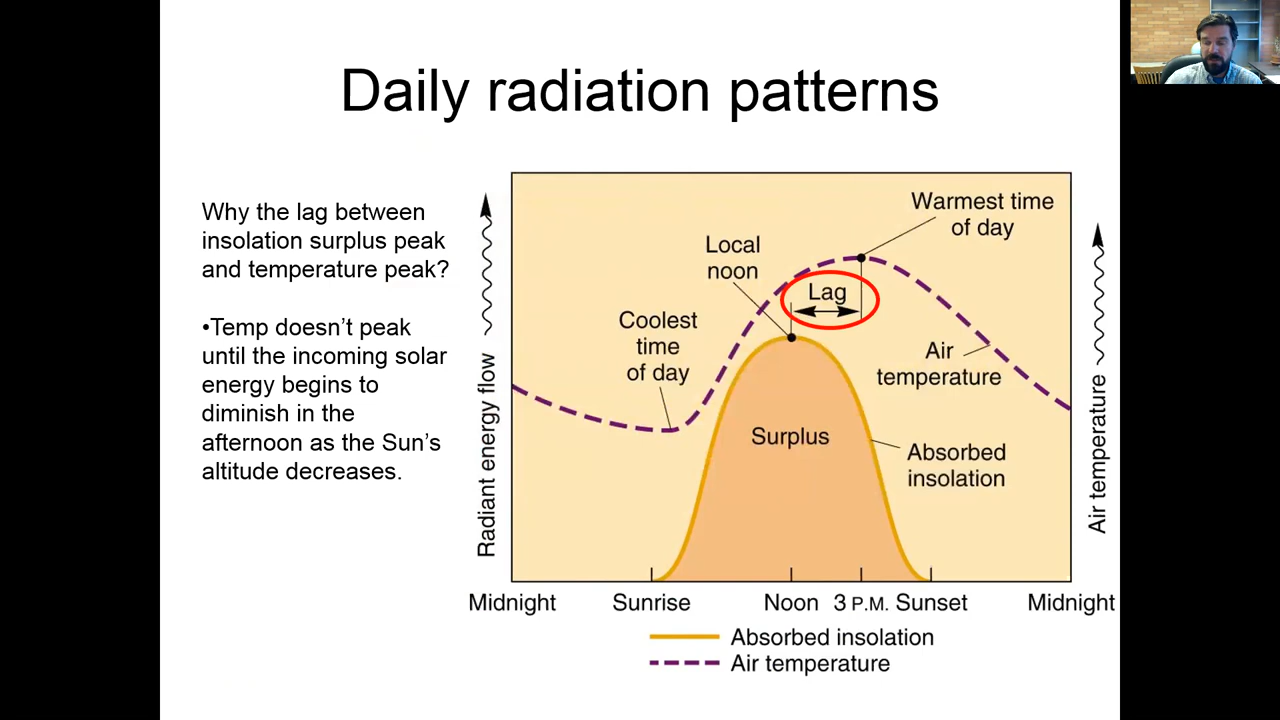 Daily radiation patterns
Why the lag between
insolation surplus peak
and temperature peak?
•Temp doesn’t peak
until the incoming solar
energy begins to
diminish in the
afternoon as the Sun’s
altitude decreases.
Radiant energy flow
Warmest time
of day
Local
noon
Lag
Coolest
time
of day
Air
temperature
Surplus
Absorbed
insolation
Air temperature
Midnight
Sunrise
Noon
3 P.M.
Sunset
Midnight
Absorbed insolation
Air temperature